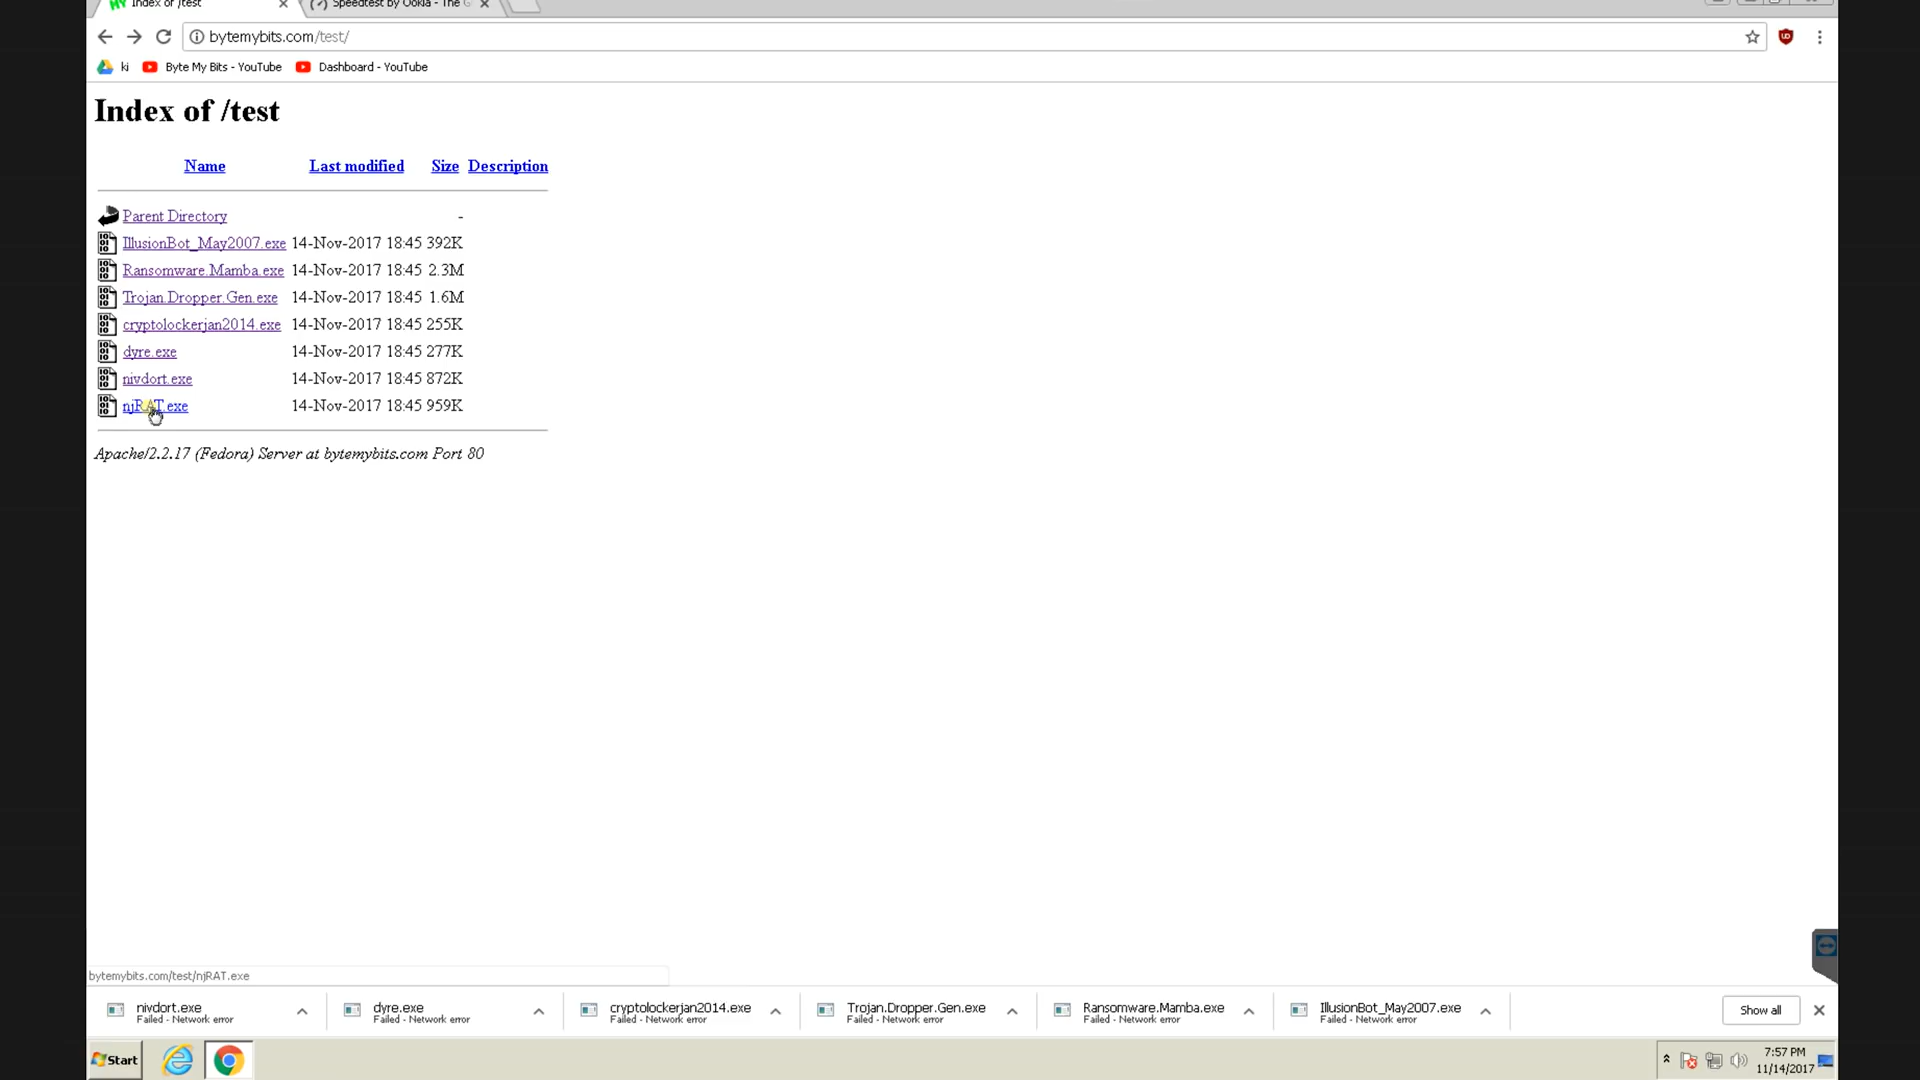 Index of /test
Speedtest by Ookla - The G
bytemybits.com/test/
ki Byte My Bits - YouTube Dashboard - YouTube
Index of /test
Name Last modified Size Description
Parent Directory -
IllusionBot_May2007.exe 14-Nov-2017 18:45 392K
Ransomware.Mamba.exe 14-Nov-2017 18:45 2.3M
Trojan.Dropper.Gen.exe 14-Nov-2017 18:45 1.6M
cryptolockerjan2014.exe 14-Nov-2017 18:45 255K
dyre.exe 14-Nov-2017 18:45 277K
nivdort.exe 14-Nov-2017 18:45 872K
njRAT.exe 14-Nov-2017 18:45 959K
Apache/2.2.17 (Fedora) Server at bytemybits.com Port 80
bytemybits.com/test/njRAT.exe
nivdort.exe
Failed - Network error
dyre.exe
Failed - Network error
cryptolockerjan2014.exe
Failed - Network error
Trojan.Dropper.Gen.exe
Failed - Network error
Ransomware.Mamba.exe
Failed - Network error
IllusionBot_May2007.exe
Failed - Network error
Show all
Start
7:57 PM
11/14/2017